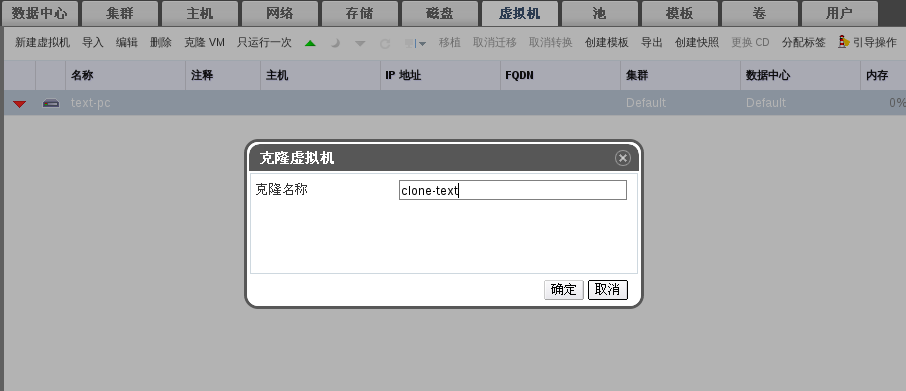 数据中心 集群 主机 网络 存储 磁盘 虚拟机 池 模板 卷 用户
新建虚拟机 导入 编辑 删除 克隆 VM 只运行一次 移植 取消迁移 取消转换 创建模板 导出 创建快照 更换 CD 分配标签 引导操作
名称 注释 主机 IP 地址 FQDN 集群 数据中心 内存
text-pc Default Default 0%
克隆虚拟机
克隆名称 clone-text
确定 取消